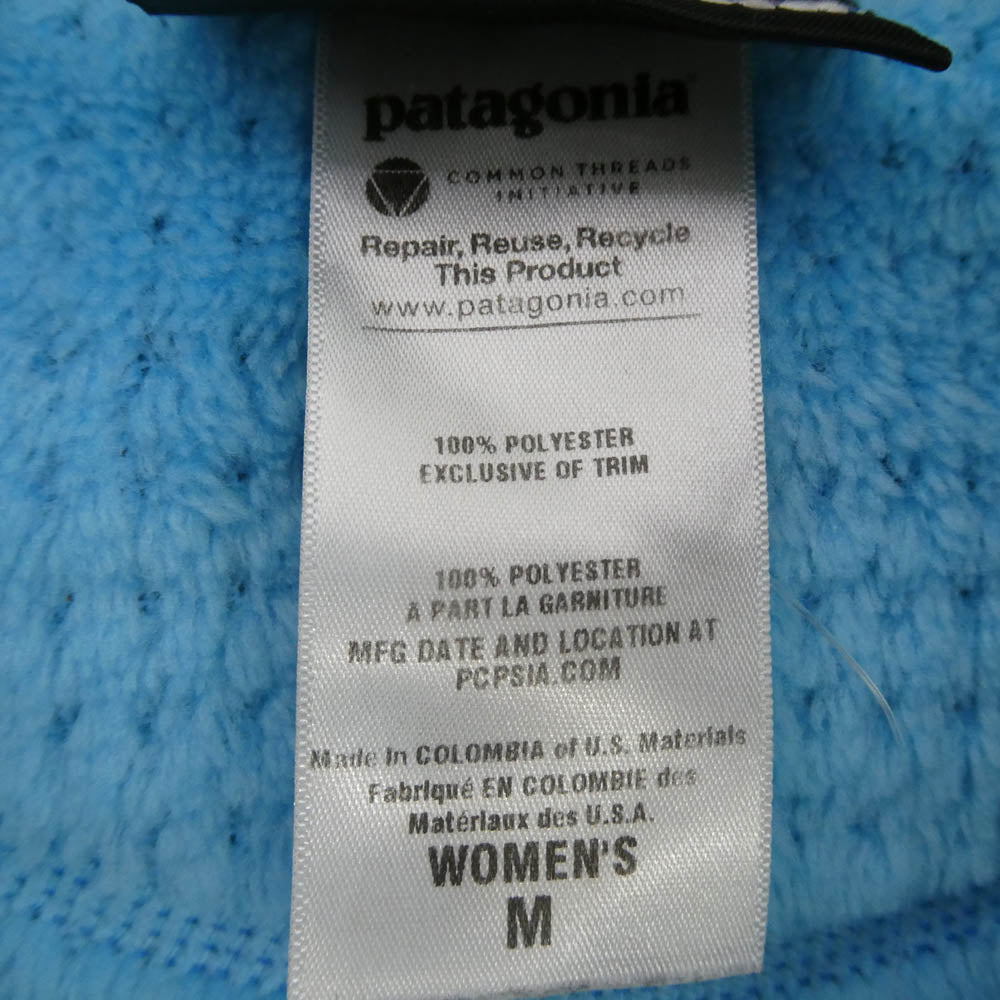 patagonia
COMMON THREADS
INITIATIVE
Repair, Reuse, Recycle
This Product
www.patagonia.com
100% POLYESTER
EXCLUSIVE OF TRIM
100% POLYESTER
A PART LA GARNITURE
MFG DATE AND LOCATION AT
PCPSIA.COM
Made In COLOMBIA of U.S. Materials
Fabriqué EN COLOMBIE des
Matériaux des U.S.A.
WOMEN'S
M